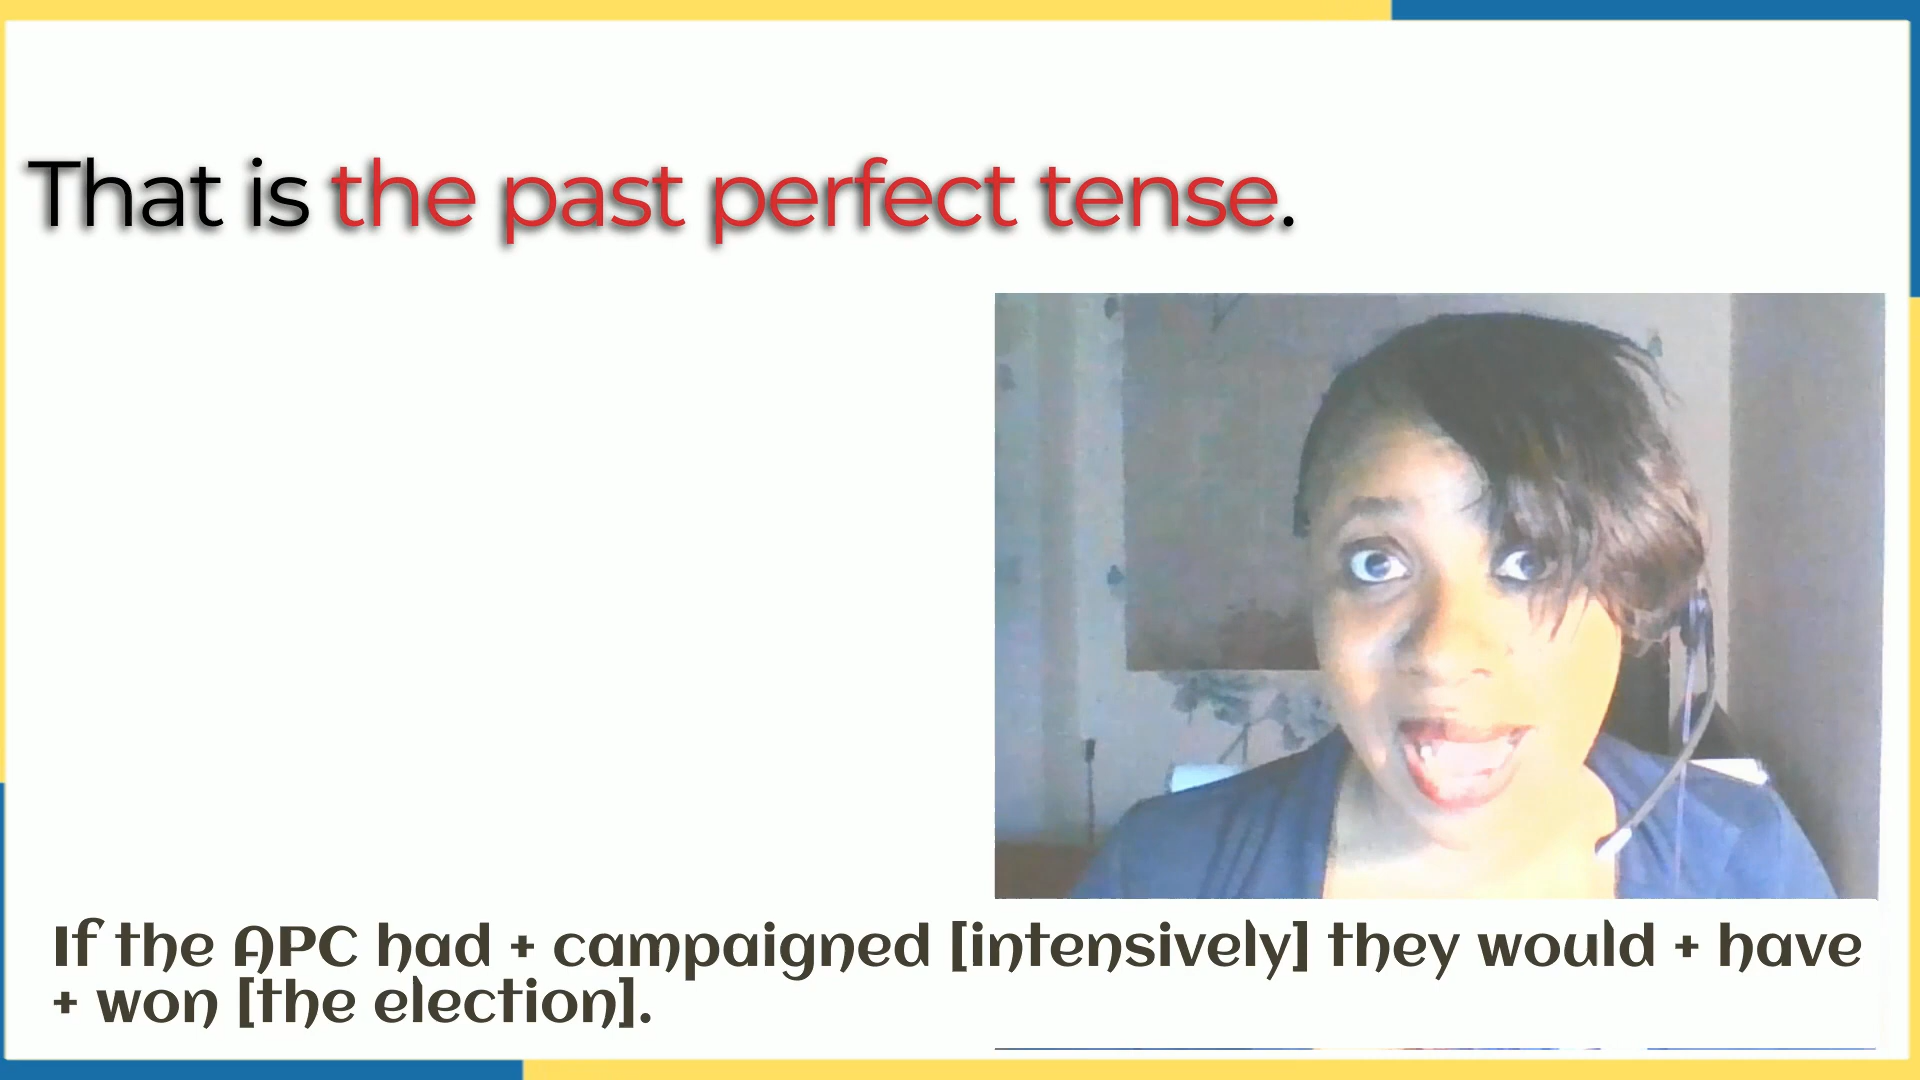 That is the past perfect tense.
If the APC had + campaigned [intensively] they would + have
+ won [the election].